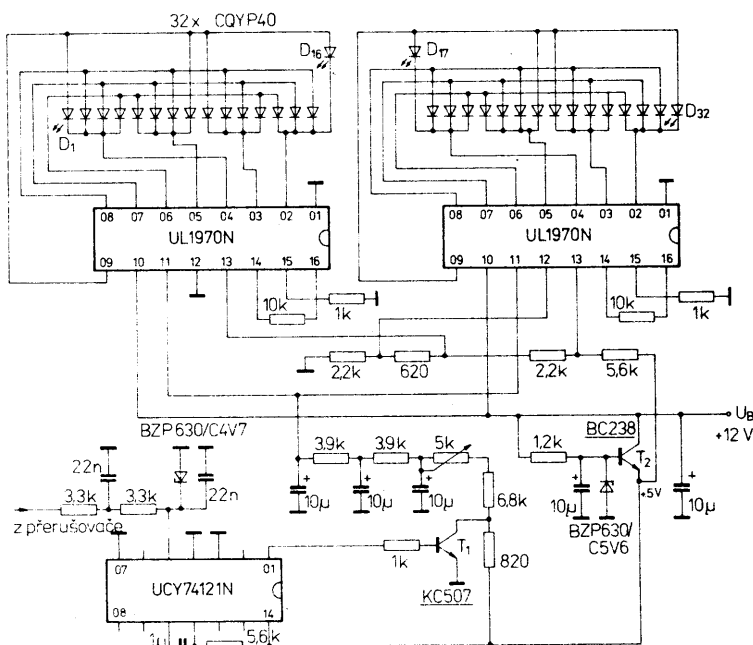 32x CQYP40
D16 D17
D1 D32
08 07 06 05 04 03 02 01
UL1970N
09 10 11 12 13 14 15 16
08 07 06 05 04 03 02 01
UL1970N
09 10 11 12 13 14 15 16
10k 1k
10k 1k
2,2k 620 2,2k 5,6k
UB
+12 V
BZP630/C4V7
BC238
22n
3,9k 3,9k 5k
1,2k
T2
22n
3,3k 3,3k
+ 10µ + 10µ + 10µ
6,8k
+ 10µ
+5V
+ 10µ
z přerušovače
BZP630/
C5V6
07 01
1k
T1
820
UCY74121N
KC507
08 14
1µ 5,6k